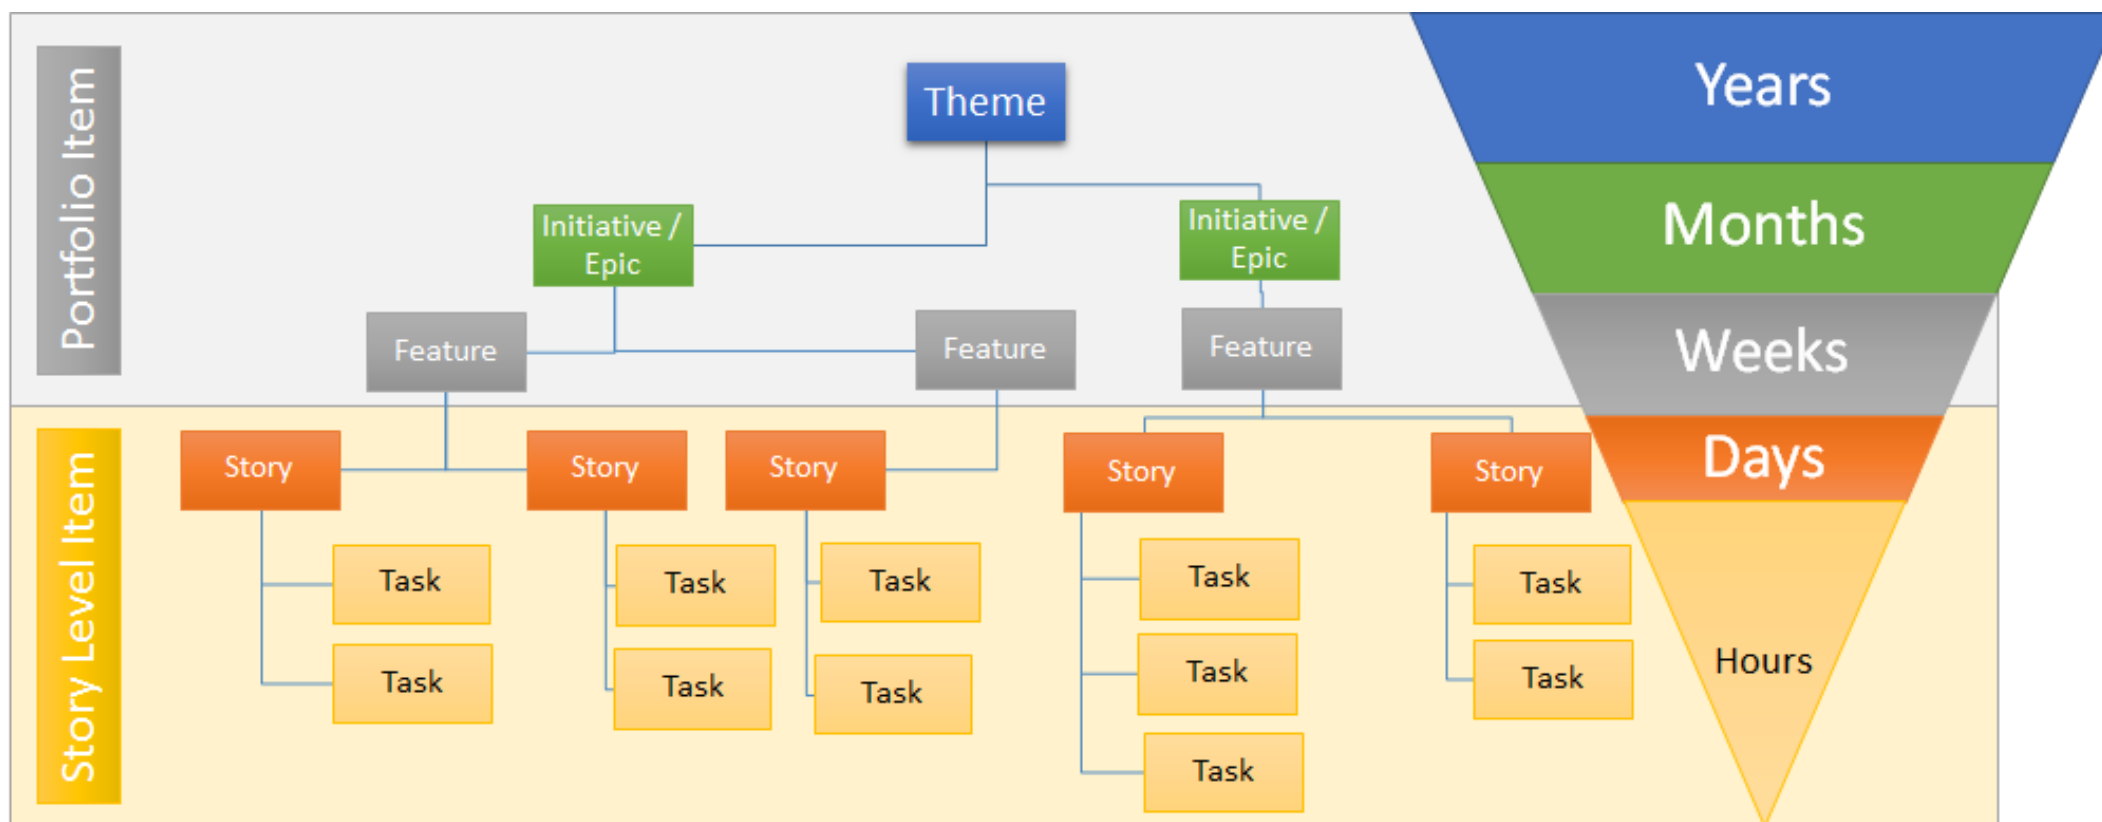 Portfolio Item
Theme
Years
Initiative /
Epic
Initiative /
Epic
Months
Feature
Feature
Feature
Weeks
Story Level Item
Story
Story
Story
Story
Story
Days
Task
Task
Task
Task
Task
Task
Task
Task
Task
Task
Task
Hours